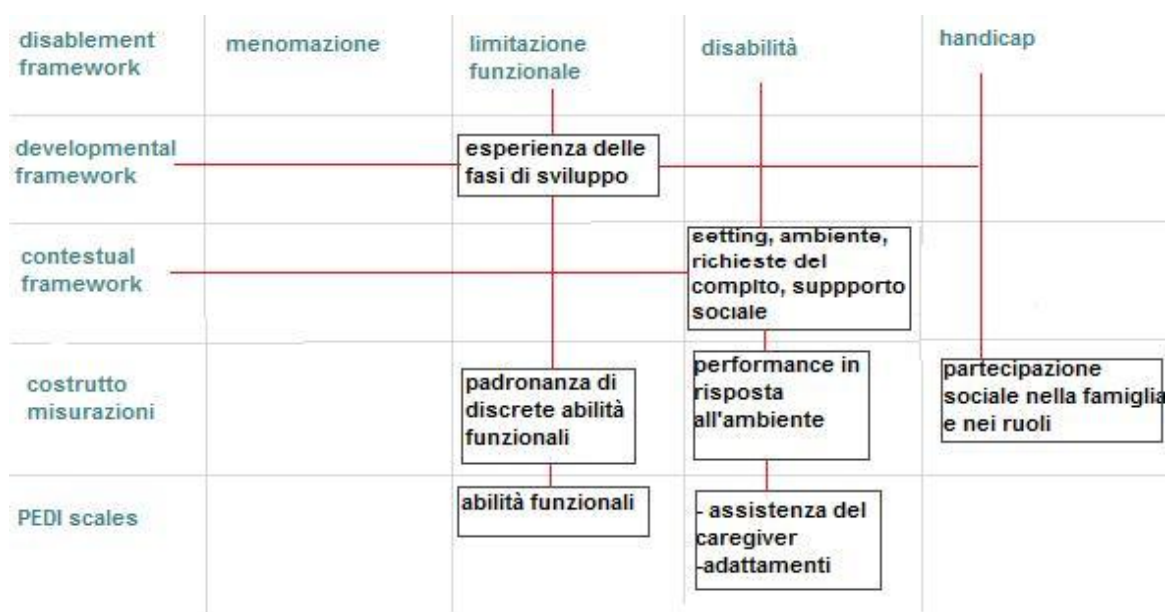 disablement
framework
menomazione
limitazione
funzionale
disabilità
handicap
developmental
framework
esperienza delle
fasi di sviluppo
contestual
framework
setting, ambiente,
richieste del
compito, suppporto
sociale
costrutto
misurazioni
padronanza di
discrete abilità
funzionali
performance in
risposta
all'ambiente
partecipazione
sociale nella famiglia
e nei ruoli
PEDI scales
abilità funzionali
- assistenza del
caregiver
-adattamenti